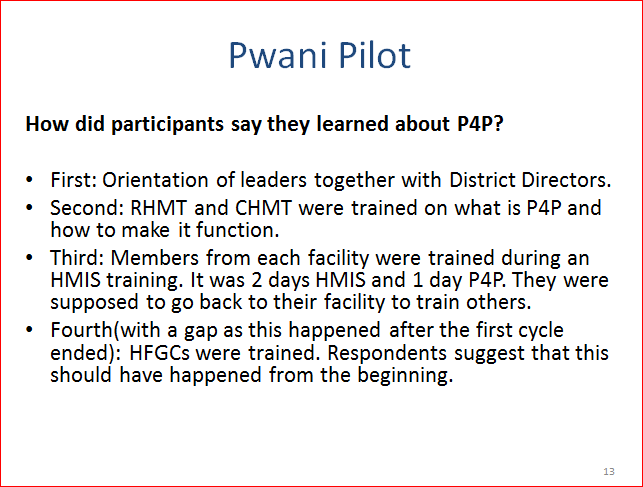 Pwani Pilot
How did participants say they learned about P4P?
• First: Orientation of leaders together with District Directors.
• Second: RHMT and CHMT were trained on what is P4P and
how to make it function.
• Third: Members from each facility were trained during an
HMIS training. It was 2 days HMIS and 1 day P4P. They were
supposed to go back to their facility to train others.
• Fourth(with a gap as this happened after the first cycle
ended): HFGCs were trained. Respondents suggest that this
should have happened from the beginning.
13